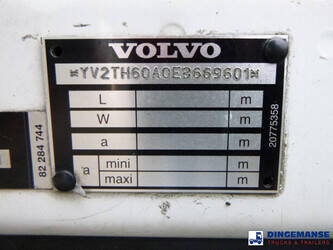 VOLVO
*YV2TH60A0EB669601*
L m
W m
a m
a mini m
maxi m
20775358
82 284 744
DINGEMANSE
TRUCKS & TRAILERS